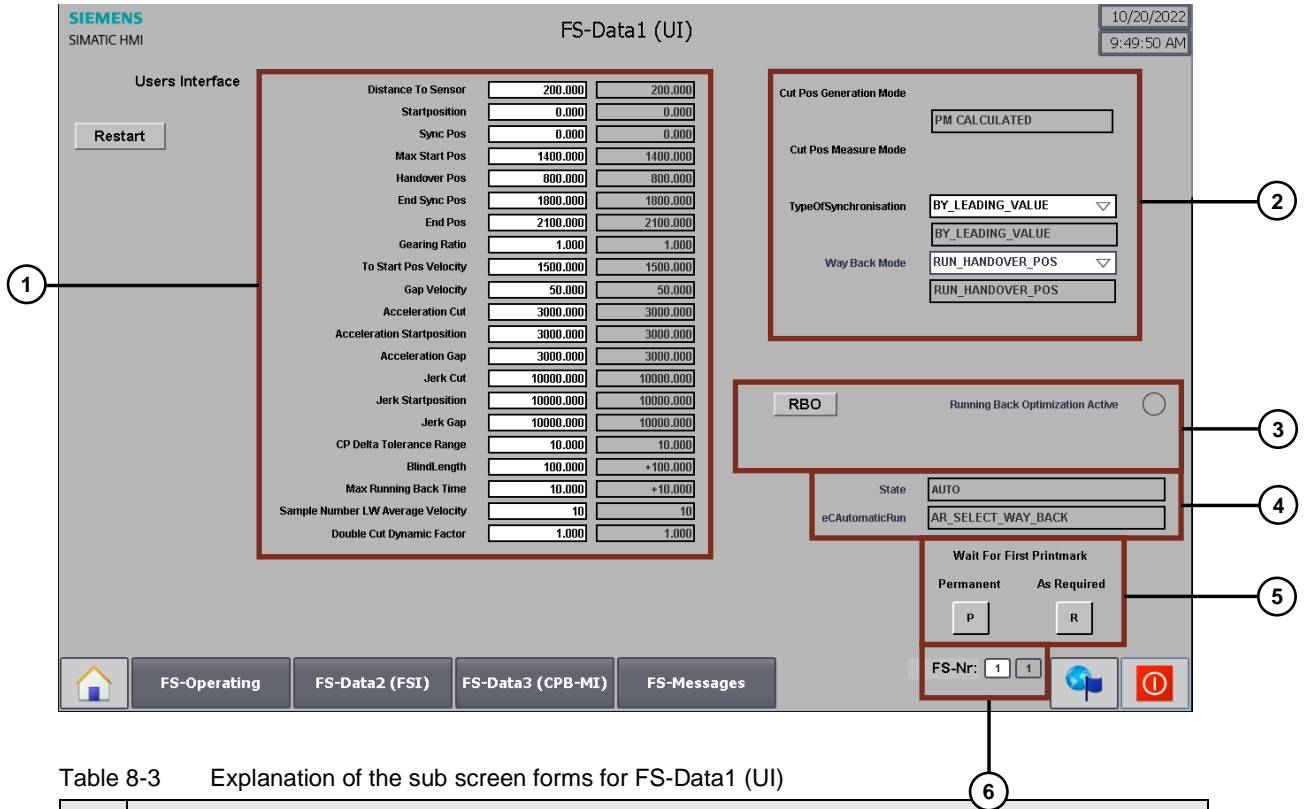 SIEMENS
SIMATIC HMI
FS-Data1 (UI)
10/20/2022
9:49:50 AM
Users Interface
Restart
Distance To Sensor 200.000 200.000
Startposition 0.000 0.000
Sync Pos 0.000 0.000
Max Start Pos 1400.000 1400.000
Handover Pos 800.000 800.000
End Sync Pos 1800.000 1800.000
End Pos 2100.000 2100.000
Gearing Ratio 1.000 1.000
To Start Pos Velocity 1500.000 1500.000
Gap Velocity 50.000 50.000
Acceleration Cut 3000.000 3000.000
Acceleration Startposition 3000.000 3000.000
Acceleration Gap 3000.000 3000.000
Jerk Cut 10000.000 10000.000
Jerk Startposition 10000.000 10000.000
Jerk Gap 10000.000 10000.000
CP Delta Tolerance Range 10.000 10.000
BlindLength 100.000 +100.000
Max Running Back Time 10.000 +10.000
Sample Number LW Average Velocity 10 10
Double Cut Dynamic Factor 1.000 1.000
1
Cut Pos Generation Mode
PM CALCULATED
Cut Pos Measure Mode
TypeOfSynchronisation BY_LEADING_VALUE
BY_LEADING_VALUE
Way Back Mode RUN_HANDOVER_POS
RUN_HANDOVER_POS
2
RBO Running Back Optimization Active
3
State AUTO
eCAutomaticRun AR_SELECT_WAY_BACK
4
Wait For First Printmark
Permanent As Required
P R
5
FS-Operating FS-Data2 (FSI) FS-Data3 (CPB-MI) FS-Messages
FS-Nr: 1 1
6
Table 8-3 Explanation of the sub screen forms for FS-Data1 (UI)